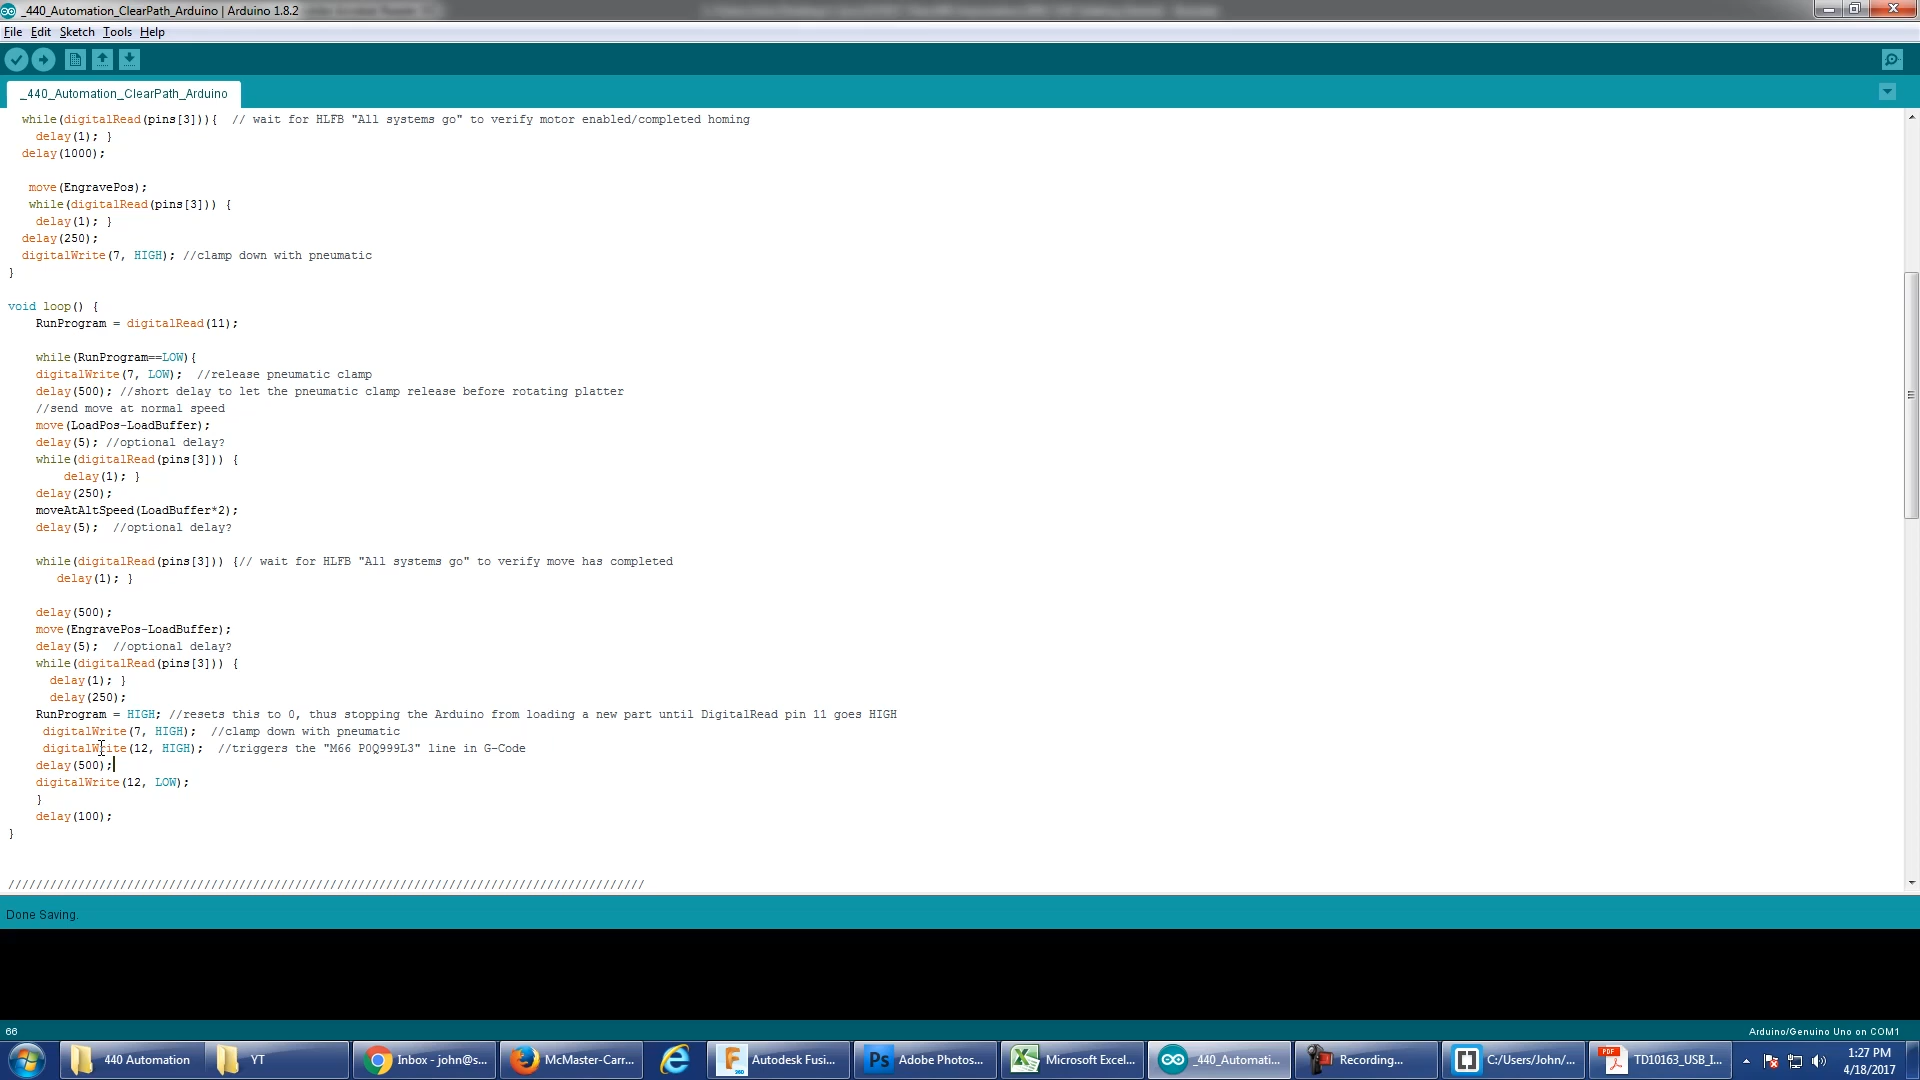 _440_Automation_ClearPath_Arduino | Arduino 1.8.2
File Edit Sketch Tools Help
_440_Automation_ClearPath_Arduino
while(digitalRead(pins[3])){  // wait for HLFB "All systems go" to verify motor enabled/completed homing
delay(1); }
delay(1000);
move(EngravePos);
while(digitalRead(pins[3])) {
delay(1); }
delay(250);
digitalWrite(7, HIGH); //clamp down with pneumatic
}
void loop() {
RunProgram = digitalRead(11);
while(RunProgram==LOW){
digitalWrite(7, LOW);  //release pneumatic clamp
delay(500); //short delay to let the pneumatic clamp release before rotating platter
//send move at normal speed
move(LoadPos-LoadBuffer);
delay(5); //optional delay?
while(digitalRead(pins[3])) {
delay(1); }
delay(250);
moveAtAltSpeed(LoadBuffer*2);
delay(5);  //optional delay?
while(digitalRead(pins[3])) {// wait for HLFB "All systems go" to verify move has completed
delay(1); }
delay(500);
move(EngravePos-LoadBuffer);
delay(5);  //optional delay?
while(digitalRead(pins[3])) {
delay(1); }
delay(250);
RunProgram = HIGH; //resets this to 0, thus stopping the Arduino from loading a new part until DigitalRead pin 11 goes HIGH
digitalWrite(7, HIGH);  //clamp down with pneumatic
digitalWrite(12, HIGH);  //triggers the "M66 P0Q999L3" line in G-Code
delay(500);
digitalWrite(12, LOW);
}
delay(100);
}
///////////////////////////////////////////////////////////////////////////////////////////
Done Saving.
66
Arduino/Genuino Uno on COM1
440 Automation
YT
Inbox - john@s...
McMaster-Carr...
Autodesk Fusi...
Adobe Photos...
Microsoft Excel...
_440_Automati...
Recording...
C:/Users/John/...
TD10163_USB_I...
1:27 PM
4/18/2017